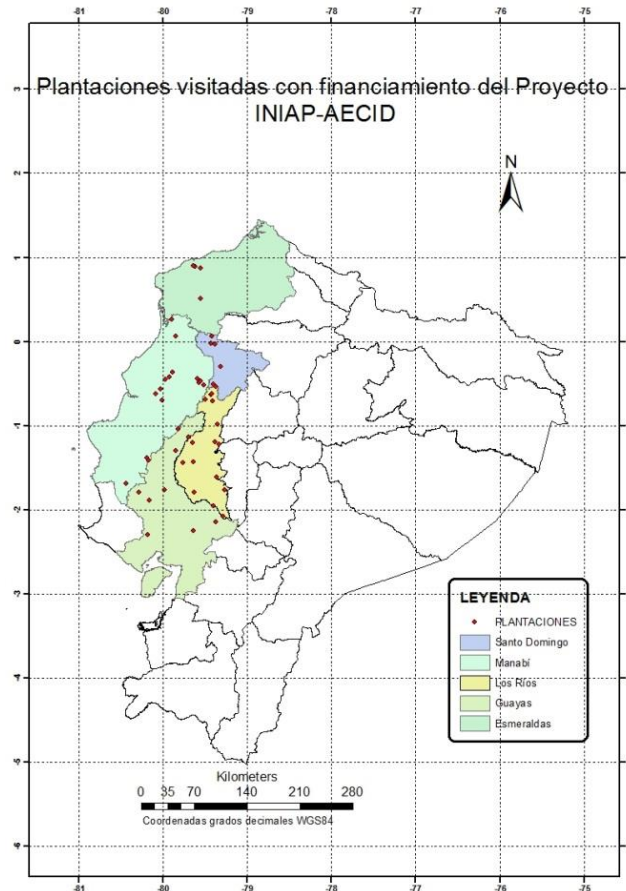 -81 -80 -79 -78 -77 -76 -75
Plantaciones visitadas con financiamiento del Proyecto
INIAP-AECID
N
3
2
1
0
-1
-2
-3
-4
-5
-6
LEYENDA
PLANTACIONES
Santo Domingo
Manabí
Los Ríos
Guayas
Esmeraldas
Kilometers
0 35 70 140 210 280
Coordenadas grados decimales WGS84
-81 -80 -79 -78 -77 -76 -75